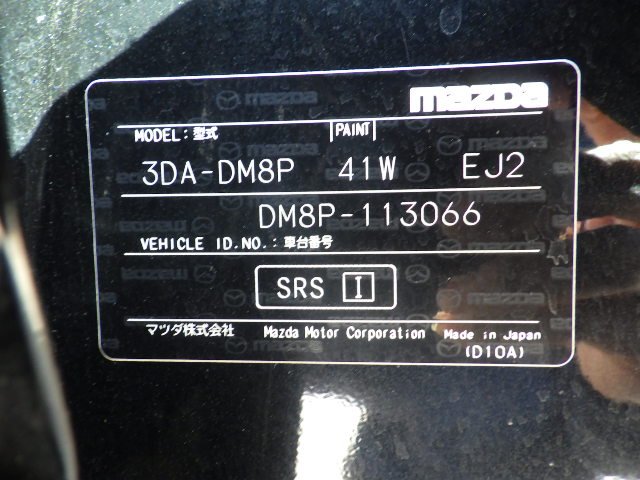 mazda
MODEL:型式 PAINT
3DA-DM8P 41W EJ2
DM8P-113066
VEHICLE ID.NO.:車台番号
SRS I
マツダ株式会社 Mazda Motor Corporation Made in Japan
(D10A)